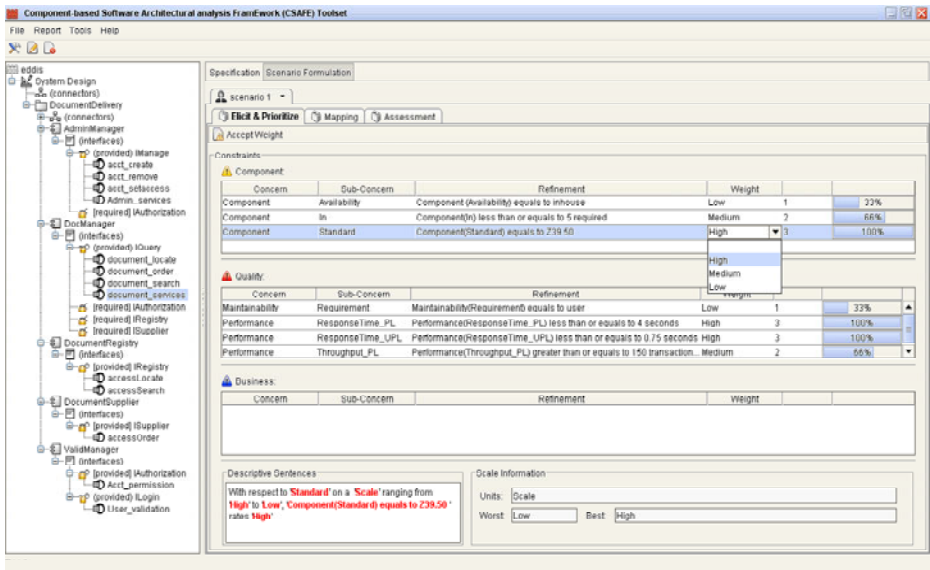 Component-based Software Architectural analysis FramEwork (CSAFE) Toolset
File Report Tools Help
eddis
System Design
(connectors)
DocumentDelivery
(connectors)
AdminManager
(interfaces)
(provided) IManage
acct_create
acct_remove
acct_setaccess
Admin_services
[required] IAuthorization
DocManager
(interfaces)
(provided) IQuery
document_locate
document_order
document_search
document_services
[required] IAuthorization
[required] IRegistry
[required] ISupplier
DocumentRegistry
(interfaces)
[provided] IRegistry
accessLocate
accessSearch
DocumentSupplier
(interfaces)
[provided] ISupplier
accessOrder
ValidManager
(interfaces)
[provided] IAuthorization
Acct_permission
(provided) ILogin
User_validation
Specification Scenario Formulation
scenario 1
Elicit & Prioritize Mapping Assessment
Accept Weight
Constraints
Component:
Concern Sub-Concern Refinement Weight
Component Availability Component (Availability) equals to inhouse Low 1 33%
Component In Component(In) less than or equals to 5 required Medium 2 66%
Component Standard Component(Standard) equals to Z39.50 High 3 100%
High
Medium
Low
Quality:
Concern Sub-Concern Refinement Weight
Maintainability Requirement Maintainability(Requirement) equals to user Low 1 33%
Performance ResponseTime_PL Performance(ResponseTime_PL) less than or equals to 4 seconds High 3 100%
Performance ResponseTime_UPL Performance(ResponseTime_UPL) less than or equals to 0.75 seconds High 3 100%
Performance Throughput_PL Performance(Throughput_PL) greater than or equals to 150 transaction... Medium 2 66%
Business:
Concern Sub-Concern Refinement Weight
Descriptive Sentences
With respect to 'Standard' on a 'Scale' ranging from
'High' to 'Low', 'Component(Standard) equals to Z39.50 '
rates 'High'
Scale Information
Units: Scale
Worst: Low Best: High